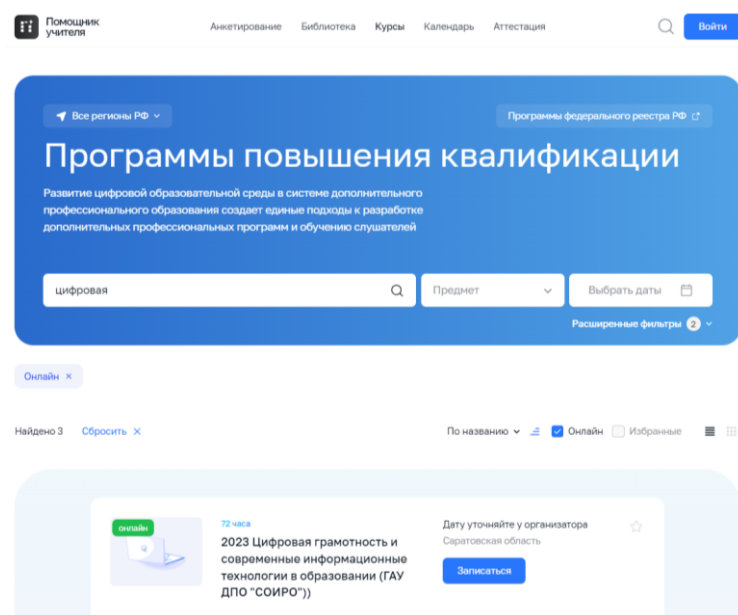 Помощник
учителя
Анкетирование Библиотека Курсы Календарь Аттестация
Войти
Все регионы РФ
Программы федерального реестра РФ
Программы повышения квалификации
Развитие цифровой образовательной среды в системе дополнительного
профессионального образования создает единые подходы к разработке
дополнительных профессиональных программ и обучению слушателей
цифровая
Предмет
Выбрать даты
Расширенные фильтры 2
Онлайн ×
Найдено 3 Сбросить ×
По названию
Онлайн
Избранные
онлайн
72 часа
2023 Цифровая грамотность и
современные информационные
технологии в образовании (ГАУ
ДПО "СОИРО"))
Дату уточняйте у организатора
Саратовская область
Записаться